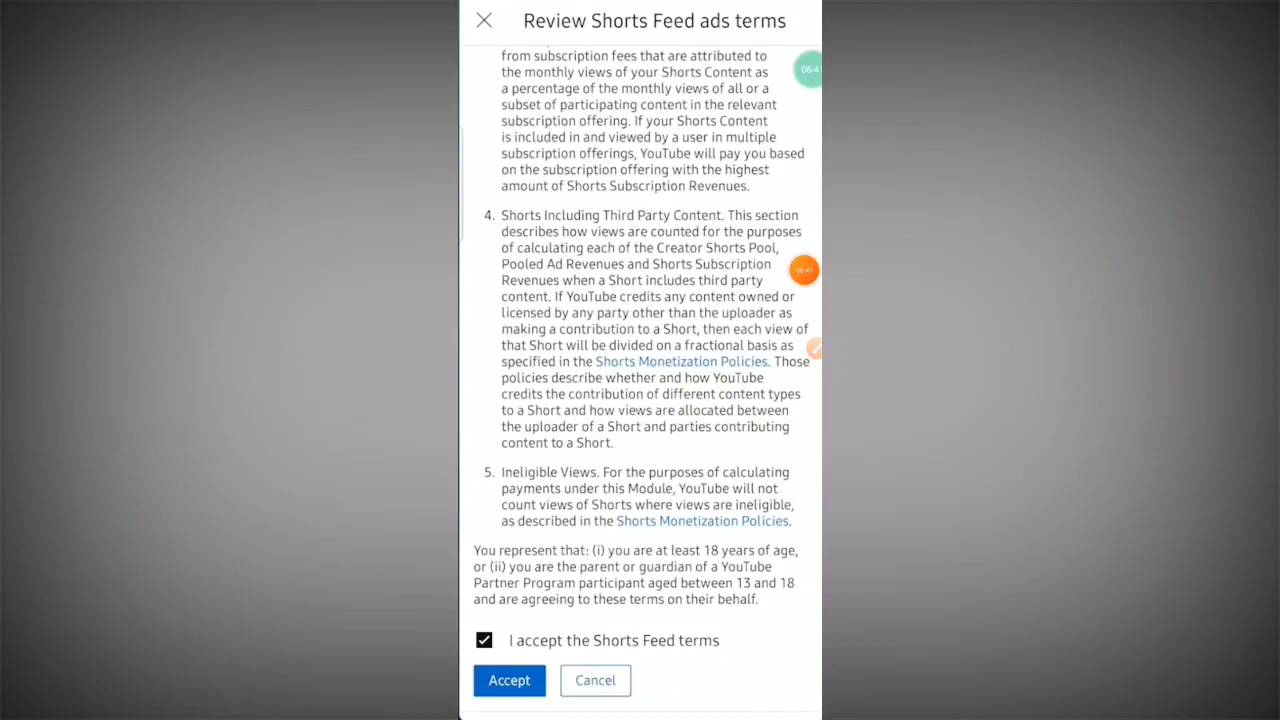 Review Shorts Feed ads terms
from subscription fees that are attributed to
the monthly views of your Shorts Content as
a percentage of the monthly views of all or a
subset of participating content in the relevant
subscription offering. If your Shorts Content
is included in and viewed by a user in multiple
subscription offerings, YouTube will pay you based
on the subscription offering with the highest
amount of Shorts Subscription Revenues.
4. Shorts Including Third Party Content. This section
describes how views are counted for the purposes
of calculating each of the Creator Shorts Pool,
Pooled Ad Revenues and Shorts Subscription
Revenues when a Short includes third party
content. If YouTube credits any content owned or
licensed by any party other than the uploader as
making a contribution to a Short, then each view of
that Short will be divided on a fractional basis as
specified in the Shorts Monetization Policies. Those
policies describe whether and how YouTube
credits the contribution of different content types
to a Short and how views are allocated between
the uploader of a Short and parties contributing
content to a Short.
5. Ineligible Views. For the purposes of calculating
payments under this Module, YouTube will not
count views of Shorts where views are ineligible,
as described in the Shorts Monetization Policies.
You represent that: (i) you are at least 18 years of age,
or (ii) you are the parent or guardian of a YouTube
Partner Program participant aged between 13 and 18
and are agreeing to these terms on their behalf.
I accept the Shorts Feed terms
Accept Cancel
06:41
06:41